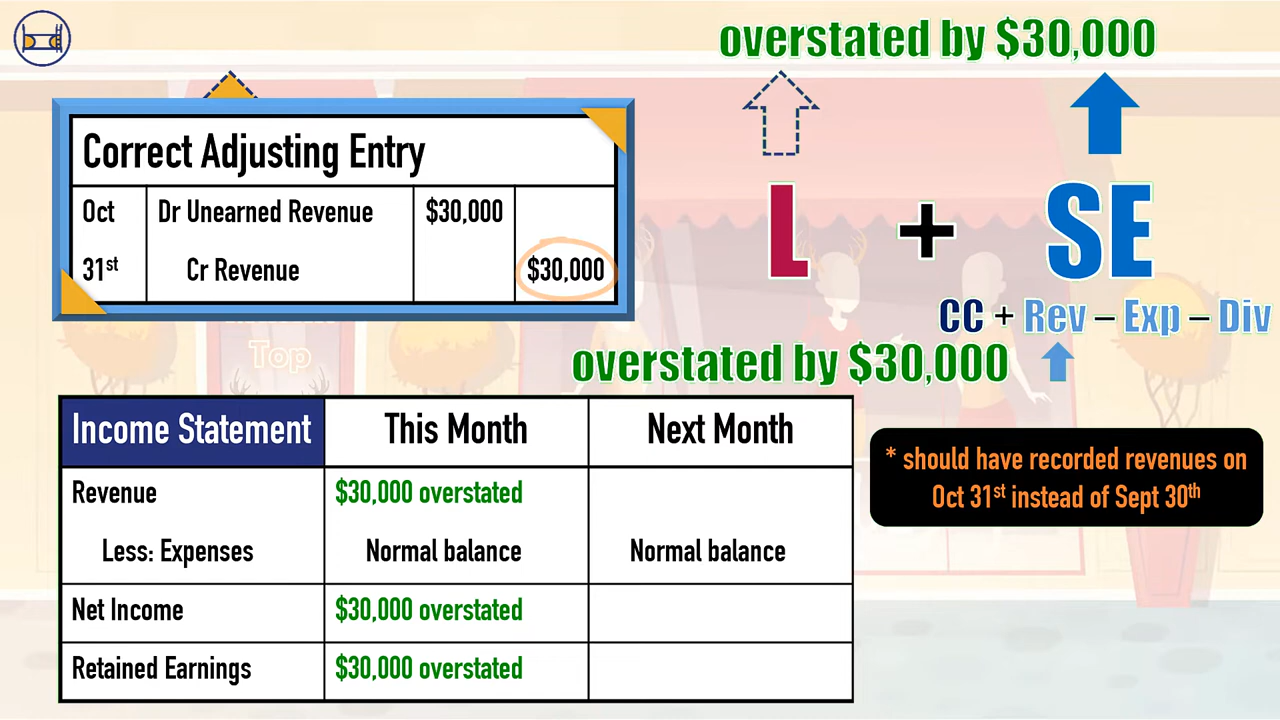 overstated by $30,000
Correct Adjusting Entry
Oct Dr Unearned Revenue $30,000
31st Cr Revenue $30,000
L + SE
CC + Rev – Exp – Div
overstated by $30,000
Top
Income Statement This Month Next Month
Revenue $30,000 overstated
Less: Expenses Normal balance Normal balance
Net Income $30,000 overstated
Retained Earnings $30,000 overstated
* should have recorded revenues on
Oct 31st instead of Sept 30th